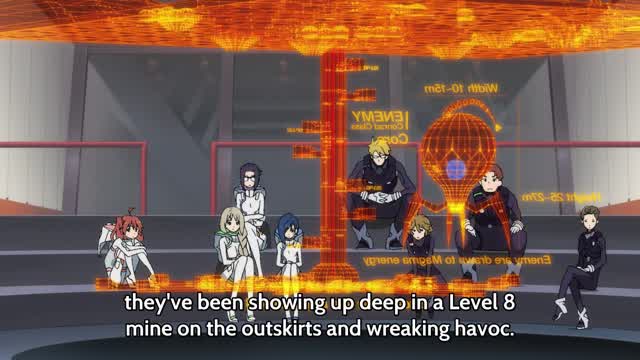 Width 10~15m
ENEMY
Conrad Class
Core
Height 25~27m
Enemy are drawn to Magma energy
they've been showing up deep in a Level 8
mine on the outskirts and wreaking havoc.